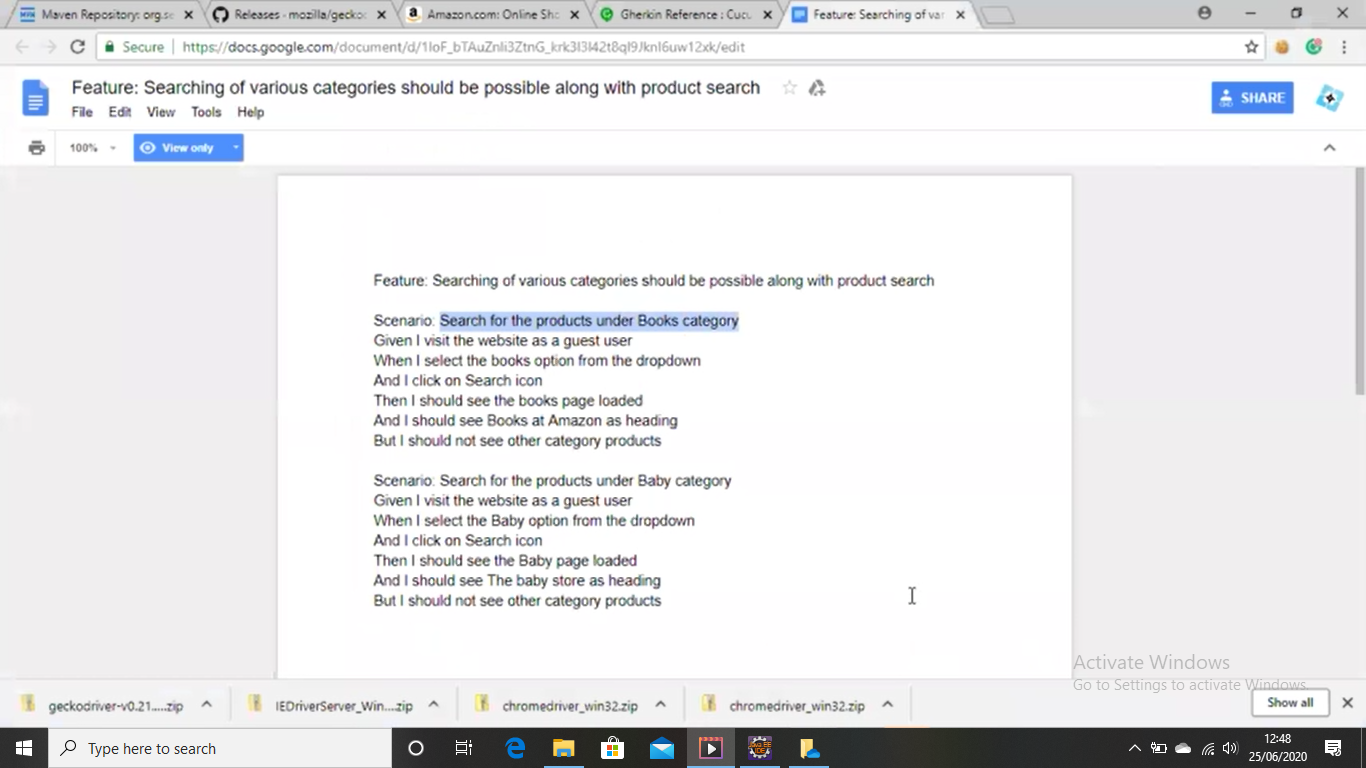 Maven Repository: org.se
Releases - mozilla/gecko
Amazon.com: Online Sho
Gherkin Reference : Cucu
Feature: Searching of var
Secure
https://docs.google.com/document/d/1IoF_bTAuZnli3ZtnG_krk3I3I42t8qI9JknI6uw12xk/edit
Feature: Searching of various categories should be possible along with product search
File Edit View Tools Help
SHARE
100%
View only
Feature: Searching of various categories should be possible along with product search
Scenario: Search for the products under Books category
Given I visit the website as a guest user
When I select the books option from the dropdown
And I click on Search icon
Then I should see the books page loaded
And I should see Books at Amazon as heading
But I should not see other category products
Scenario: Search for the products under Baby category
Given I visit the website as a guest user
When I select the Baby option from the dropdown
And I click on Search icon
Then I should see the Baby page loaded
And I should see The baby store as heading
But I should not see other category products
Activate Windows
Go to Settings to activate Windows.
geckodriver-v0.21.....zip
IEDriverServer_Win....zip
chromedriver_win32.zip
chromedriver_win32.zip
Show all
Type here to search
12:48
25/06/2020